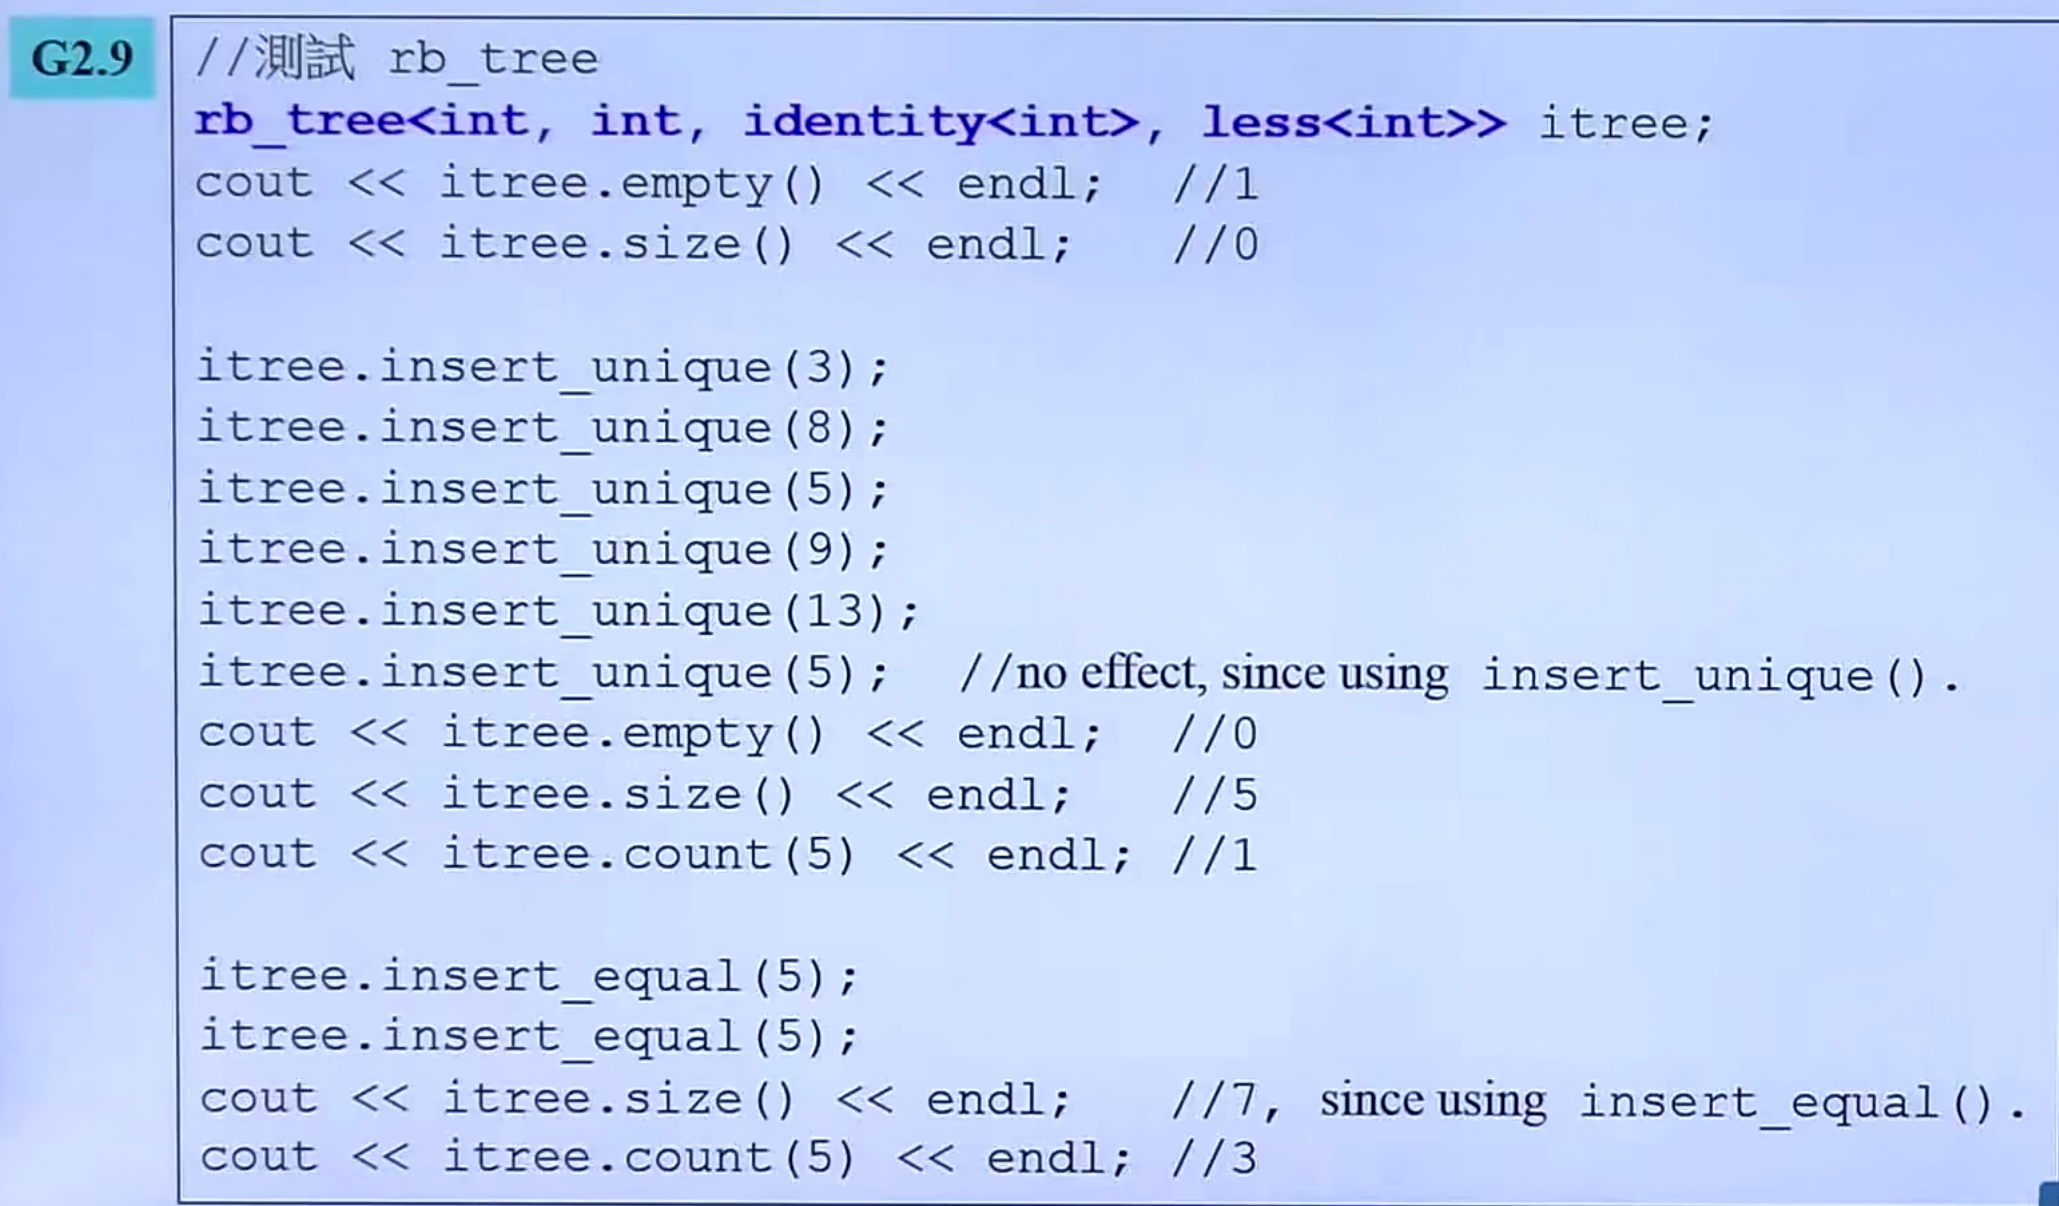 G2.9
//測試 rb_tree
rb_tree<int, int, identity<int>, less<int>> itree;
cout << itree.empty() << endl; //1
cout << itree.size() << endl; //0
itree.insert_unique(3);
itree.insert_unique(8);
itree.insert_unique(5);
itree.insert_unique(9);
itree.insert_unique(13);
itree.insert_unique(5); //no effect, since using insert_unique().
cout << itree.empty() << endl; //0
cout << itree.size() << endl; //5
cout << itree.count(5) << endl; //1
itree.insert_equal(5);
itree.insert_equal(5);
cout << itree.size() << endl; //7, since using insert_equal().
cout << itree.count(5) << endl; //3